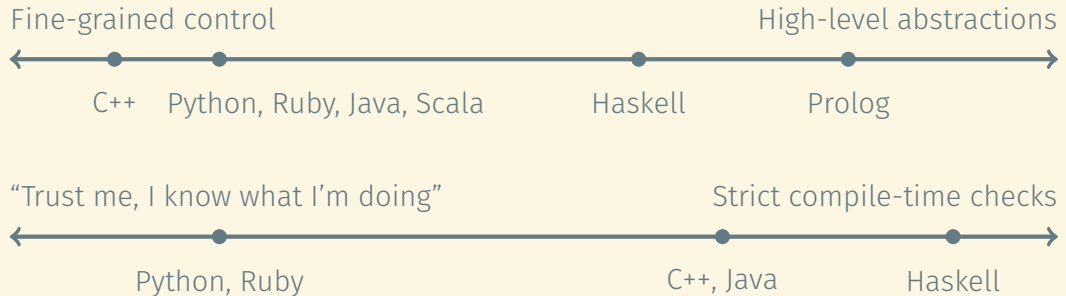 Fine-grained control High-level abstractions
C++ Python, Ruby, Java, Scala Haskell Prolog
“Trust me, I know what I’m doing” Strict compile-time checks
Python, Ruby C++, Java Haskell